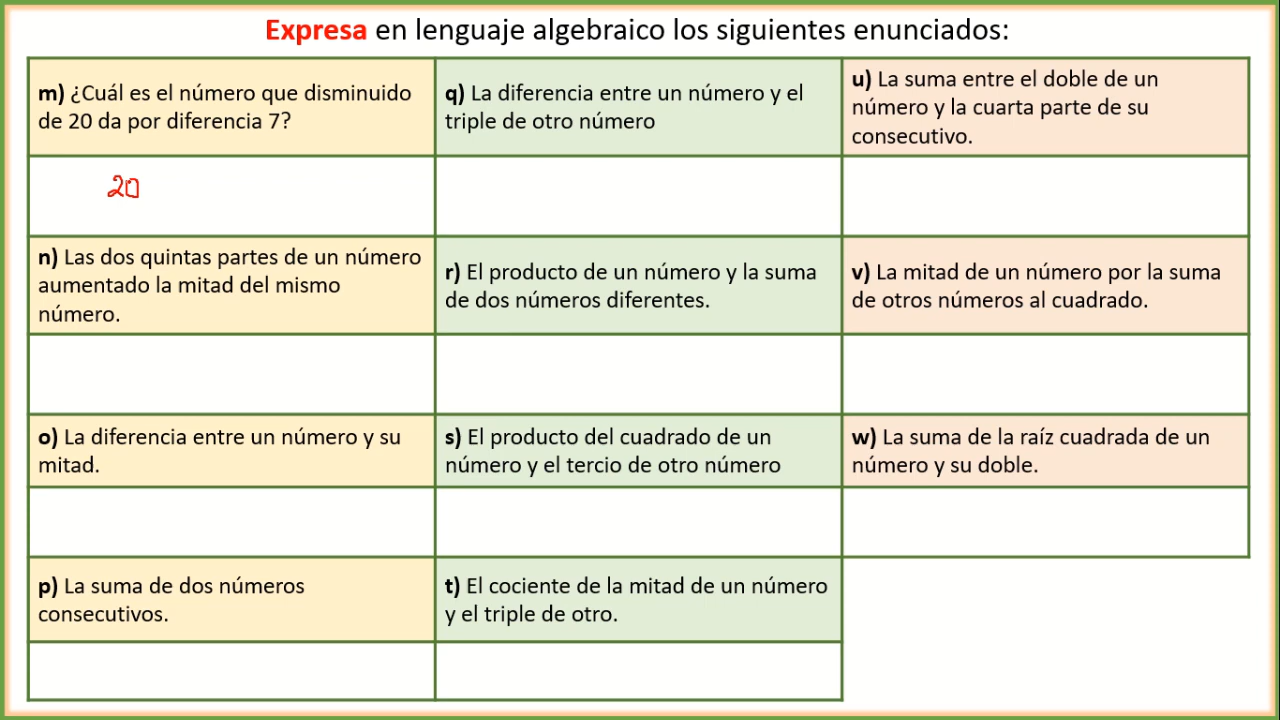 Expresa en lenguaje algebraico los siguientes enunciados:
m) ¿Cuál es el número que disminuido
de 20 da por diferencia 7?
q) La diferencia entre un número y el
triple de otro número
u) La suma entre el doble de un
número y la cuarta parte de su
consecutivo.
20
n) Las dos quintas partes de un número
aumentado la mitad del mismo
número.
r) El producto de un número y la suma
de dos números diferentes.
v) La mitad de un número por la suma
de otros números al cuadrado.
o) La diferencia entre un número y su
mitad.
s) El producto del cuadrado de un
número y el tercio de otro número
w) La suma de la raíz cuadrada de un
número y su doble.
p) La suma de dos números
consecutivos.
t) El cociente de la mitad de un número
y el triple de otro.